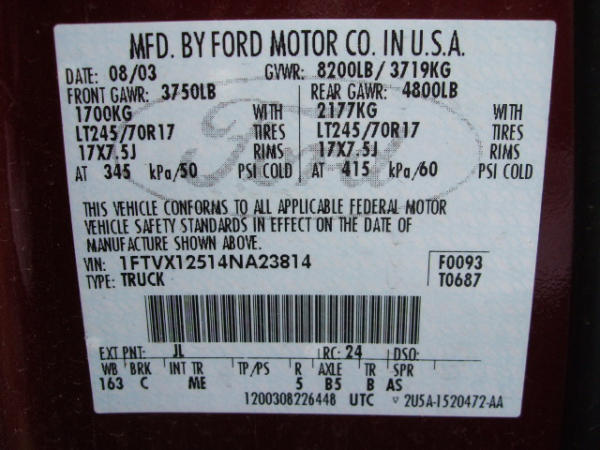 MFD. BY FORD MOTOR CO. IN U.S.A.
DATE: 08/03 GVWR: 8200LB/ 3719KG
FRONT GAWR: 3750LB REAR GAWR: 4800LB
1700KG WITH 2177KG WITH
LT245/70R17 TIRES LT245/70R17 TIRES
17X7.5J RIMS 17X7.5J RIMS
AT 345 kPa/50 PSI COLD AT 415 kPa/60 PSI COLD
Ford
THIS VEHICLE CONFORMS TO ALL APPLICABLE FEDERAL MOTOR
VEHICLE SAFETY STANDARDS IN EFFECT ON THE DATE OF
MANUFACTURE SHOWN ABOVE.
VIN: 1FTVX12514NA23814 F0093
TYPE: TRUCK T0687
EXT PNT: JL RC: 24 DSO:
WB BRK INT TR TP/PS R AXLE TR SPR
163 C ME 5 B5 B AS
1200308226448 UTC 2U5A-1520472-AA